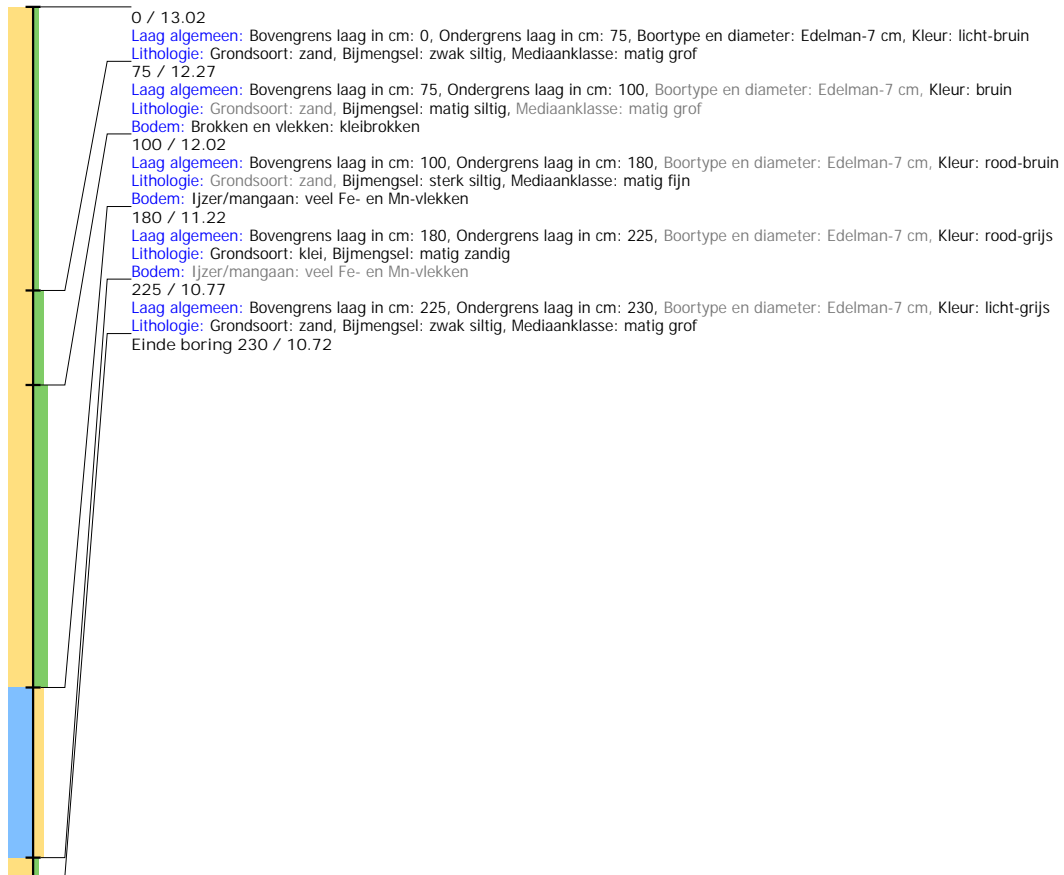 0 / 13.02
Laag algemeen: Bovengrens laag in cm: 0, Ondergrens laag in cm: 75, Boortype en diameter: Edelman-7 cm, Kleur: licht-bruin
Lithologie: Grondsoort: zand, Bijmengsel: zwak siltig, Mediaanklasse: matig grof
75 / 12.27
Laag algemeen: Bovengrens laag in cm: 75, Ondergrens laag in cm: 100, Boortype en diameter: Edelman-7 cm, Kleur: bruin
Lithologie: Grondsoort: zand, Bijmengsel: matig siltig, Mediaanklasse: matig grof
Bodem: Brokken en vlekken: kleibrokken
100 / 12.02
Laag algemeen: Bovengrens laag in cm: 100, Ondergrens laag in cm: 180, Boortype en diameter: Edelman-7 cm, Kleur: rood-bruin
Lithologie: Grondsoort: zand, Bijmengsel: sterk siltig, Mediaanklasse: matig fijn
Bodem: Ijzer/mangaan: veel Fe- en Mn-vlekken
180 / 11.22
Laag algemeen: Bovengrens laag in cm: 180, Ondergrens laag in cm: 225, Boortype en diameter: Edelman-7 cm, Kleur: rood-grijs
Lithologie: Grondsoort: klei, Bijmengsel: matig zandig
Bodem: Ijzer/mangaan: veel Fe- en Mn-vlekken
225 / 10.77
Laag algemeen: Bovengrens laag in cm: 225, Ondergrens laag in cm: 230, Boortype en diameter: Edelman-7 cm, Kleur: licht-grijs
Lithologie: Grondsoort: zand, Bijmengsel: zwak siltig, Mediaanklasse: matig grof
Einde boring 230 / 10.72